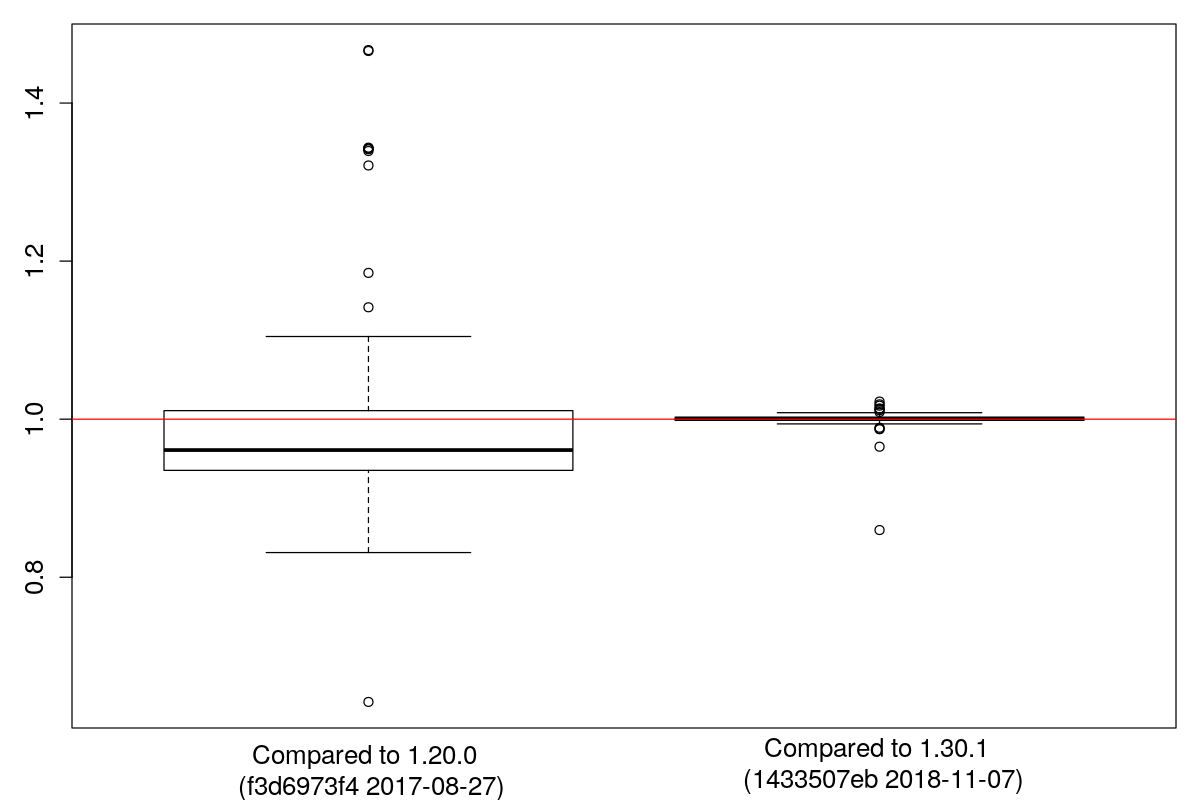 1.4
1.2
1.0
0.8
Compared to 1.20.0
(f3d6973f4 2017-08-27)
Compared to 1.30.1
(1433507eb 2018-11-07)